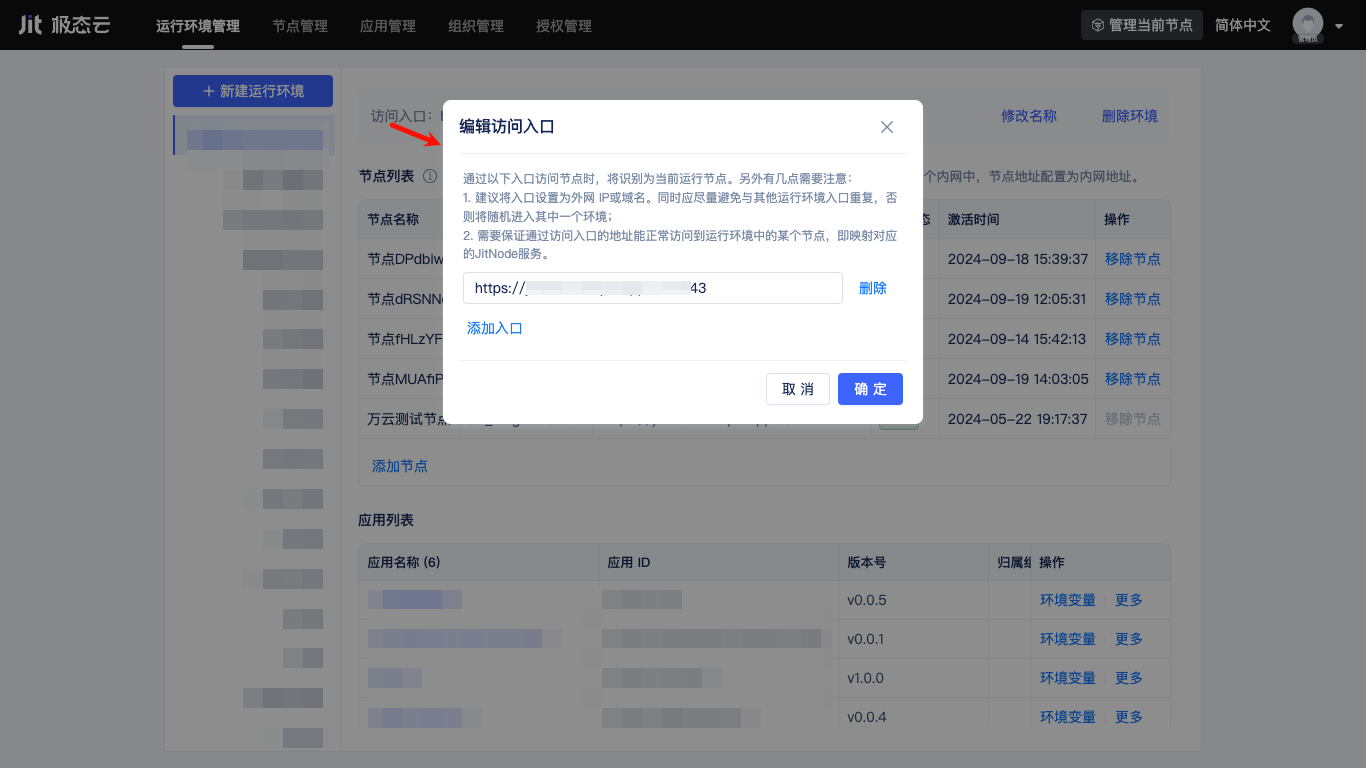 Jit 极态云
运行环境管理 节点管理 应用管理 组织管理 授权管理 管理当前节点 简体中文
新建运行环境
访问入口： 修改名称 删除环境
编辑访问入口
通过以下入口访问节点时，将识别为当前运行节点。另外有几点需要注意：
1. 建议将入口设置为外网 IP或域名。同时应尽量避免与其他运行环境入口重复，否
则将随机进入其中一个环境；
2. 需要保证通过访问入口的地址能正常访问到运行环境中的某个节点，即映射对应
的JitNode服务。
https:// 43 删除
添加入口
取 消 确 定
节点列表 个内网中，节点地址配置为内网地址。
节点名称 态 激活时间 操作
节点DPdbiw 2024-09-18 15:39:37 移除节点
节点dRSNN 2024-09-19 12:05:31 移除节点
节点fHLzYF 2024-09-14 15:42:13 移除节点
节点MUAfiP 2024-09-19 14:03:05 移除节点
万云测试节点 2024-05-22 19:17:37 移除节点
添加节点
应用列表
应用名称 (6) 应用 ID 版本号 归属组 操作
v0.0.5 环境变量 更多
v0.0.1 环境变量 更多
v1.0.0 环境变量 更多
v0.0.4 环境变量 更多